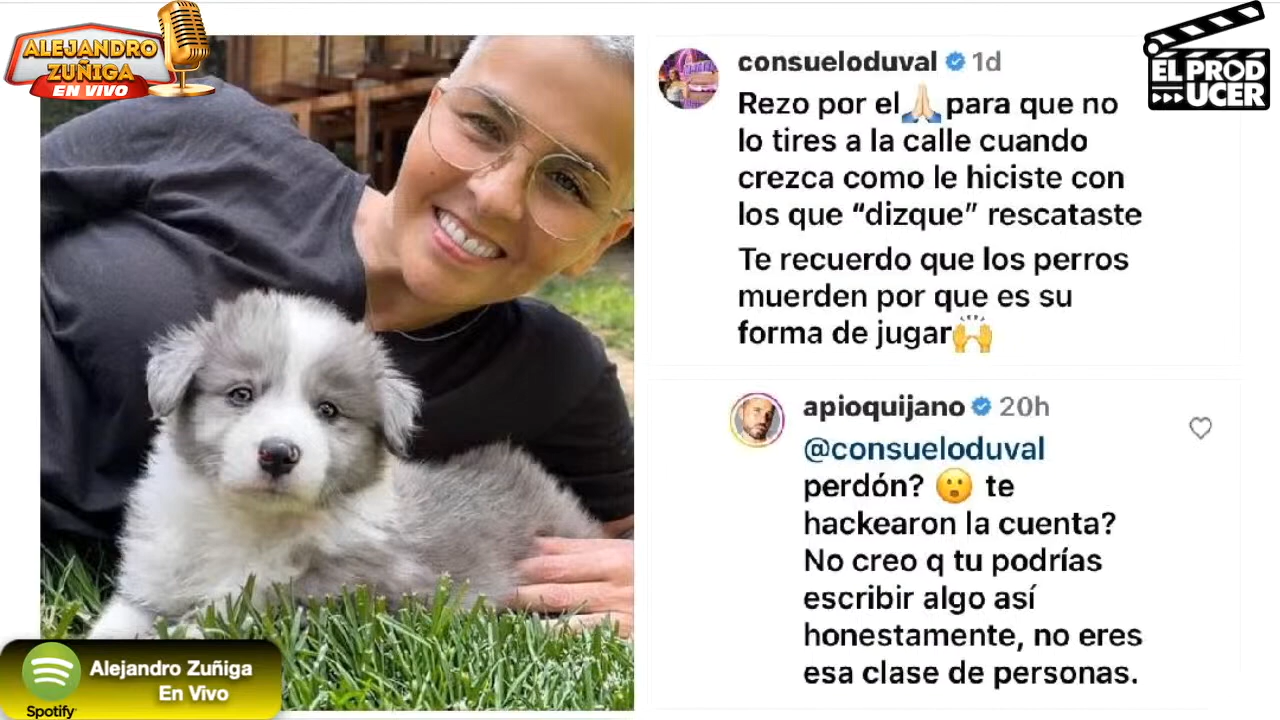 ALEJANDRO
ZUÑIGA
EN VIVO
EL PROD
UCER
consueloduval 1d
Rezo por el🙏🏻para que no
lo tires a la calle cuando
crezca como le hiciste con
los que “dizque” rescataste
Te recuerdo que los perros
muerden por que es su
forma de jugar🙌
apioquijano 20h
@consueloduval
perdón? 😮 te
hackearon la cuenta?
No creo q tu podrías
escribir algo así
honestamente, no eres
esa clase de personas.
Alejandro Zuñiga
En Vivo
Spotify